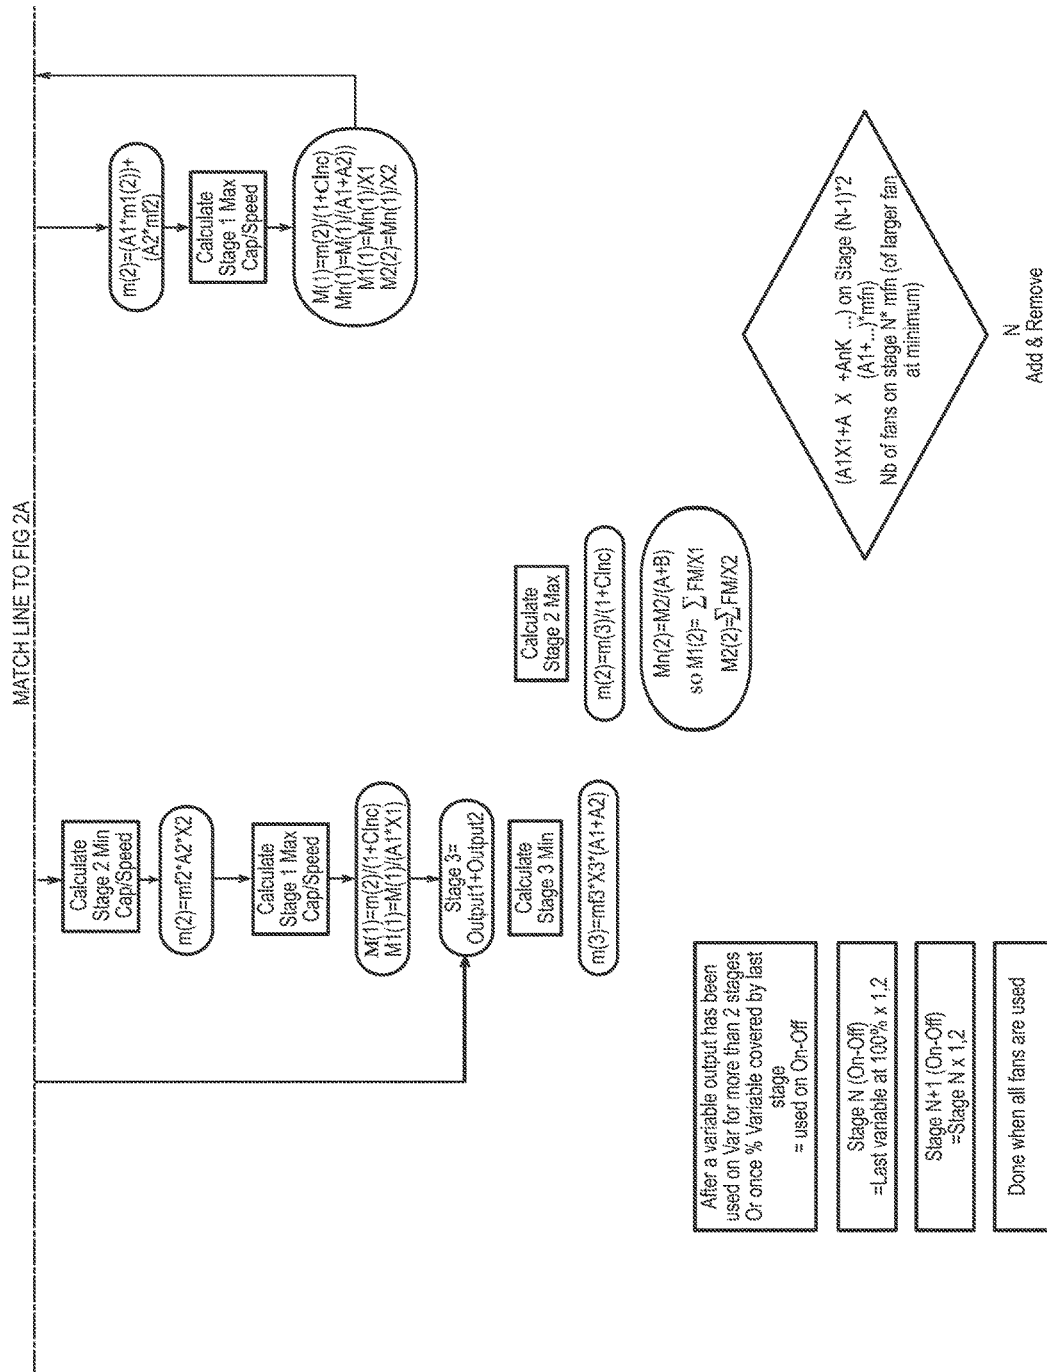 MATCH LINE TO FIG 2A
Calculate
Stage 2 Min
Cap/Speed
m(2)=mf2*A2*X2
Calculate
Stage 1 Max
Cap/Speed
M(1)=m(2)/(1+CInc)
M1(1)=M(1)/(A1*X1)
Stage 3=
Output1+Output2
Calculate
Stage 3 Min
m(3)=mf3*X3*(A1+A2)
m(2)=(A1*m1(2))+
(A2*mf2)
Calculate
Stage 1 Max
Cap/Speed
M(1)=m(2)/(1+CInc)
Mn(1)=M(1)/(A1+A2))
M1(1)=Mn(1)/X1
M2(2)=Mn(1)/X2
Calculate
Stage 2 Max
m(2)=m(3)/(1+CInc)
Mn(2)=M2/(A+B)
so M1(2)= ∑ FM/X1
M2(2)=∑FM/X2
(A1X1+A X +AnK ...) on Stage (N-1)*2
(A1+...)*mfn)
Nb of fans on stage N* mfn (of larger fan
at minimum)
N
Add & Remove
After a variable output has been
used on Var for more than 2 stages
Or once % Variable covered by last
stage
= used on On-Off
Stage N (On-Off)
=Last variable at 100% x 1,2
Stage N+1 (On-Off)
=Stage N x 1,2
Done when all fans are used